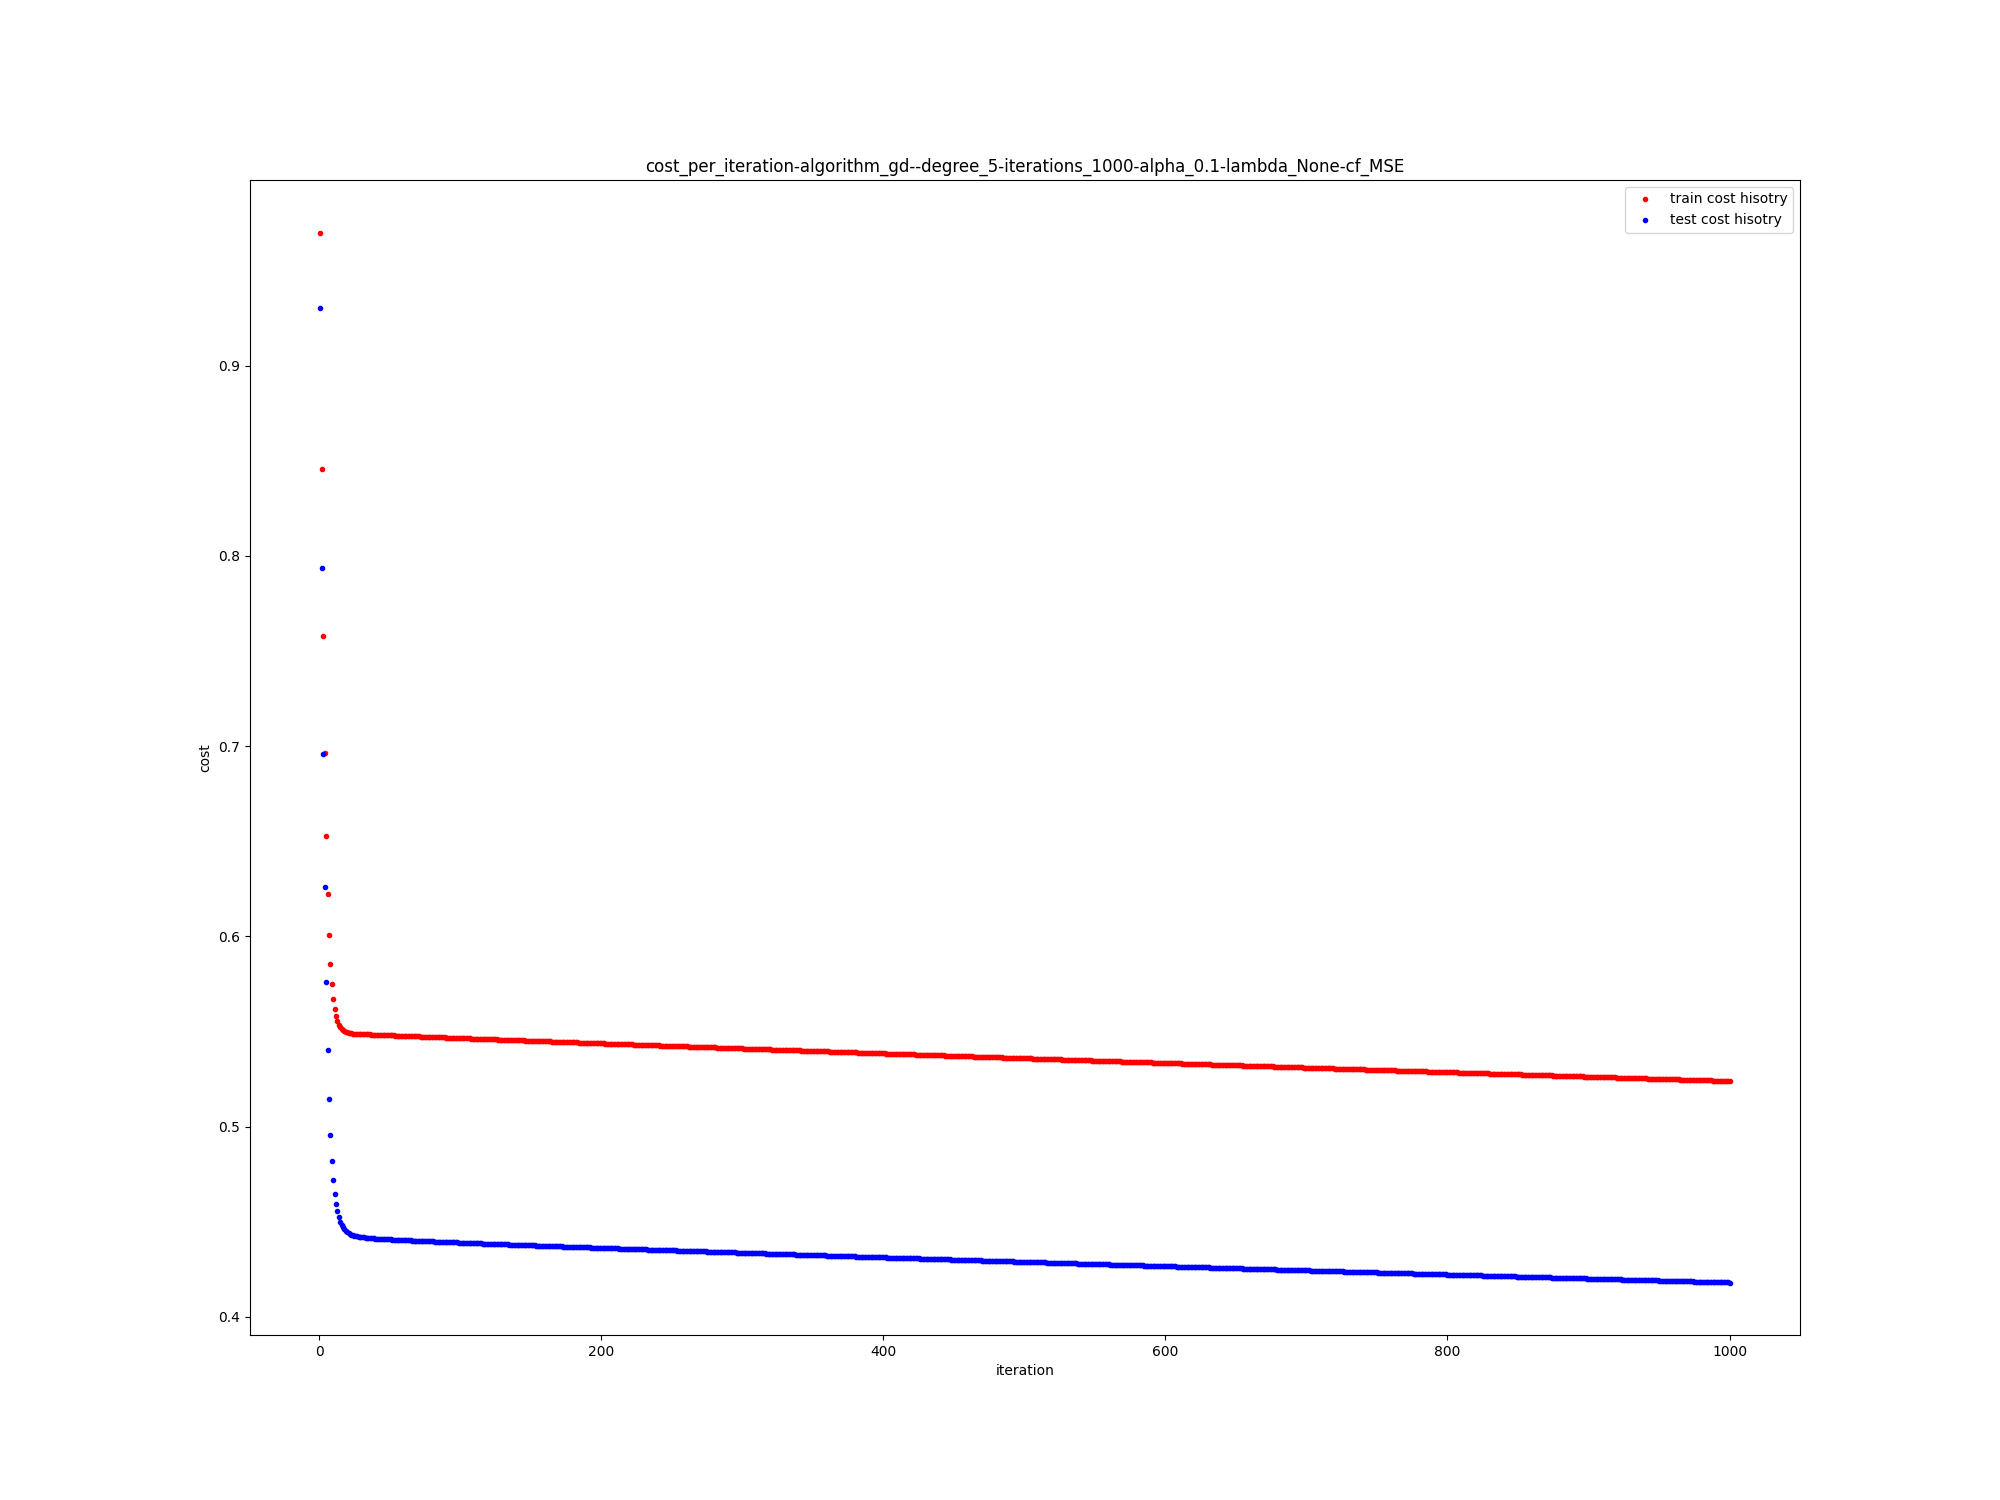 cost_per_iteration-algorithm_gd--degree_5-iterations_1000-alpha_0.1-lambda_None-cf_MSE
train cost hisotry
test cost hisotry
cost
0.9
0.8
0.7
0.6
0.5
0.4
0 200 400 600 800 1000
iteration